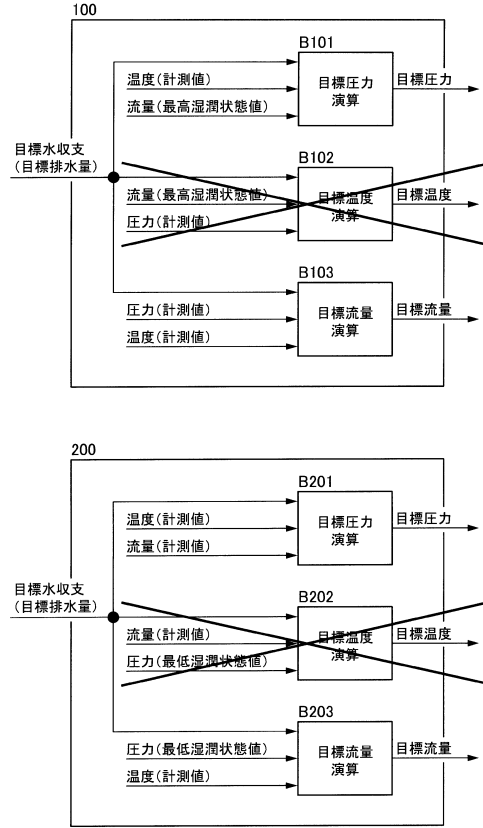 100
B101
温度(計測値)
流量(最高湿潤状態値)
目標圧力
演算
目標圧力
目標水収支
(目標排水量)
B102
流量(最高湿潤状態値)
圧力(計測値)
目標温度
演算
目標温度
B103
圧力(計測値)
温度(計測値)
目標流量
演算
目標流量
200
B201
温度(計測値)
流量(計測値)
目標圧力
演算
目標圧力
目標水収支
(目標排水量)
B202
流量(計測値)
圧力(最低湿潤状態値)
目標温度
演算
目標温度
B203
圧力(最低湿潤状態値)
温度(計測値)
目標流量
演算
目標流量